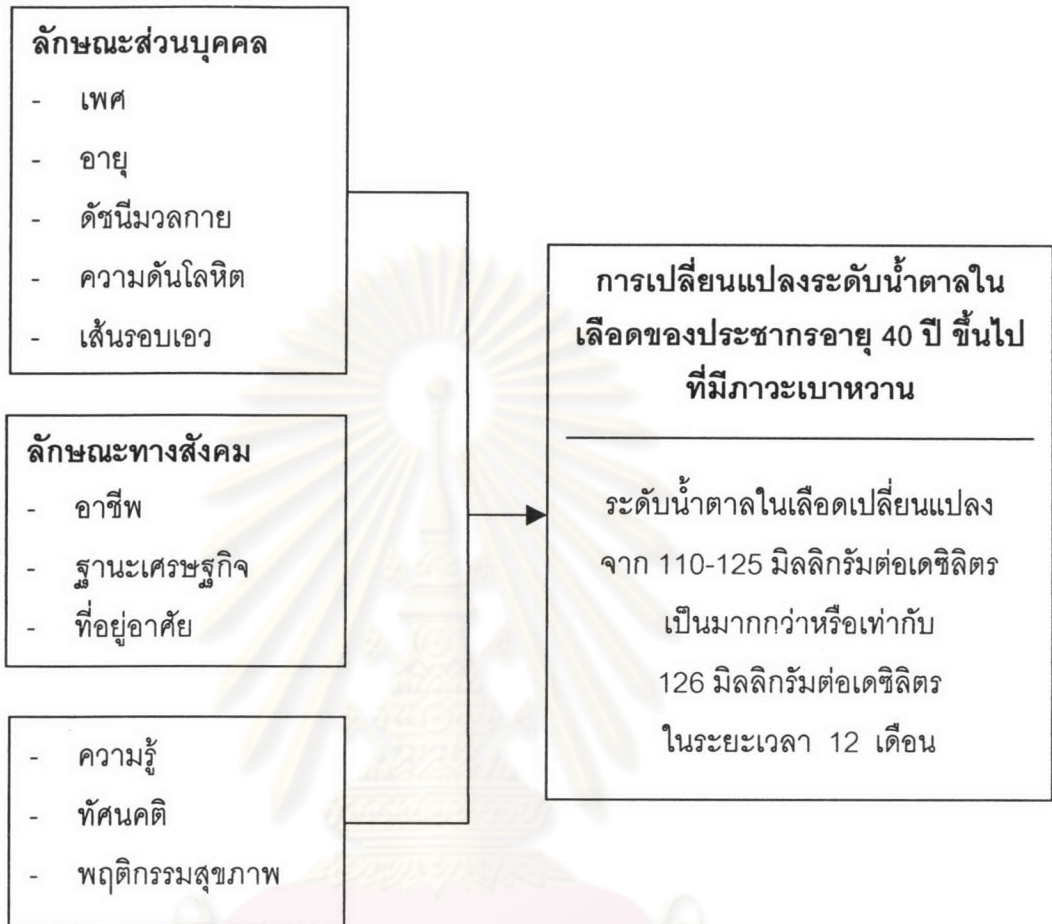 ลักษณะส่วนบุคคล
- เพศ
- อายุ
- ดัชนีมวลกาย
- ความดันโลหิต
- เส้นรอบเอว
ลักษณะทางสังคม
- อาชีพ
- ฐานะเศรษฐกิจ
- ที่อยู่อาศัย
- ความรู้
- ทัศนคติ
- พฤติกรรมสุขภาพ
การเปลี่ยนแปลงระดับน้ำตาลใน
เลือดของประชากรอายุ 40 ปี ขึ้นไป
ที่มีภาวะเบาหวาน
ระดับน้ำตาลในเลือดเปลี่ยนแปลง
จาก 110-125 มิลลิกรัมต่อเดซิลิตร
เป็นมากกว่าหรือเท่ากับ
126 มิลลิกรัมต่อเดซิลิตร
ในระยะเวลา 12 เดือน